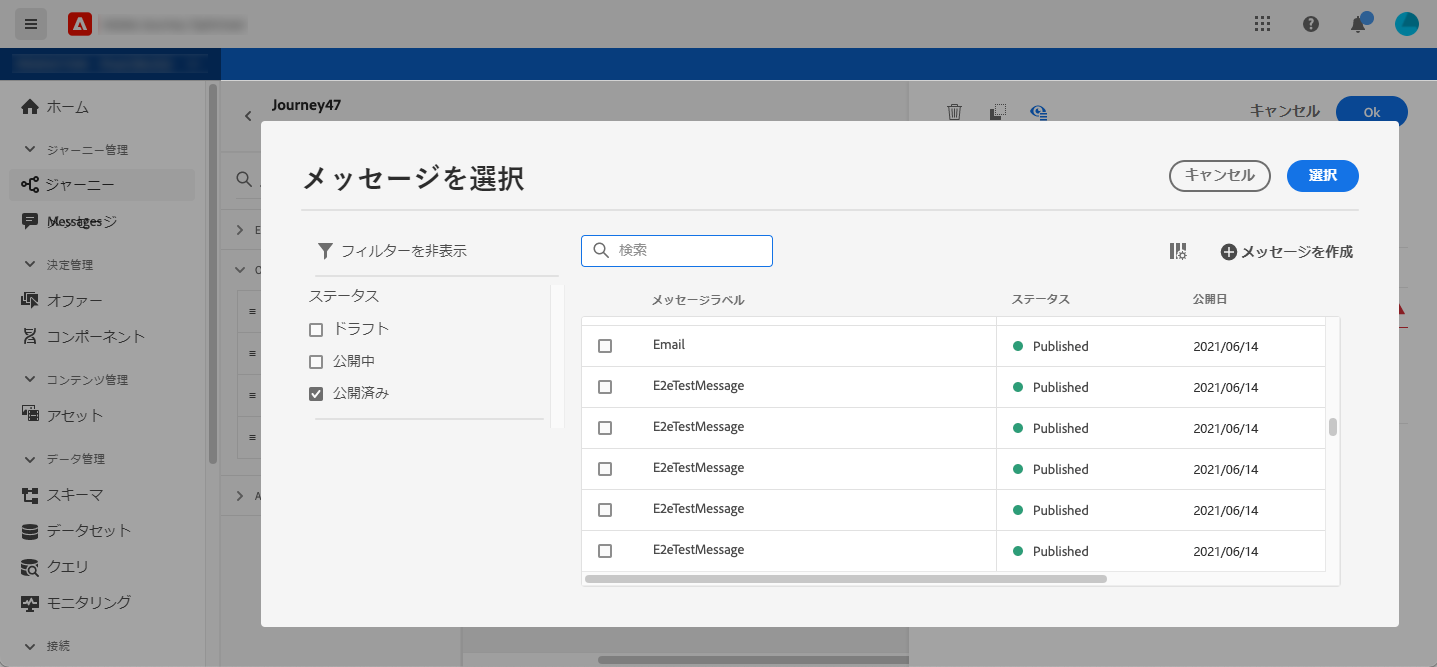 Journey47
キャンセル
Ok
ホーム
ジャーニー管理
ジャーニー
Messages
決定管理
オファー
コンポーネント
コンテンツ管理
アセット
データ管理
スキーマ
データセット
クエリ
モニタリング
接続
メッセージを選択
キャンセル
選択
フィルターを非表示
検索
メッセージを作成
ステータス
ドラフト
公開中
公開済み
メッセージラベル ステータス 公開日
Email Published 2021/06/14
E2eTestMessage Published 2021/06/14
E2eTestMessage Published 2021/06/14
E2eTestMessage Published 2021/06/14
E2eTestMessage Published 2021/06/14
E2eTestMessage Published 2021/06/14